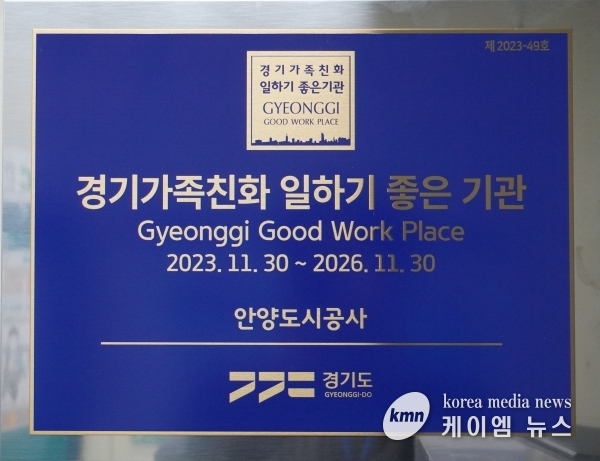 제 2023-49호
경기가족친화
일하기 좋은기관
GYEONGGI
GOOD WORK PLACE
경기가족친화 일하기 좋은 기관
Gyeonggi Good Work Place
2023. 11. 30 ~ 2026. 11. 30
안양도시공사
경기도
GYEONGGI-DO
kmn korea media news
케이엠 뉴스